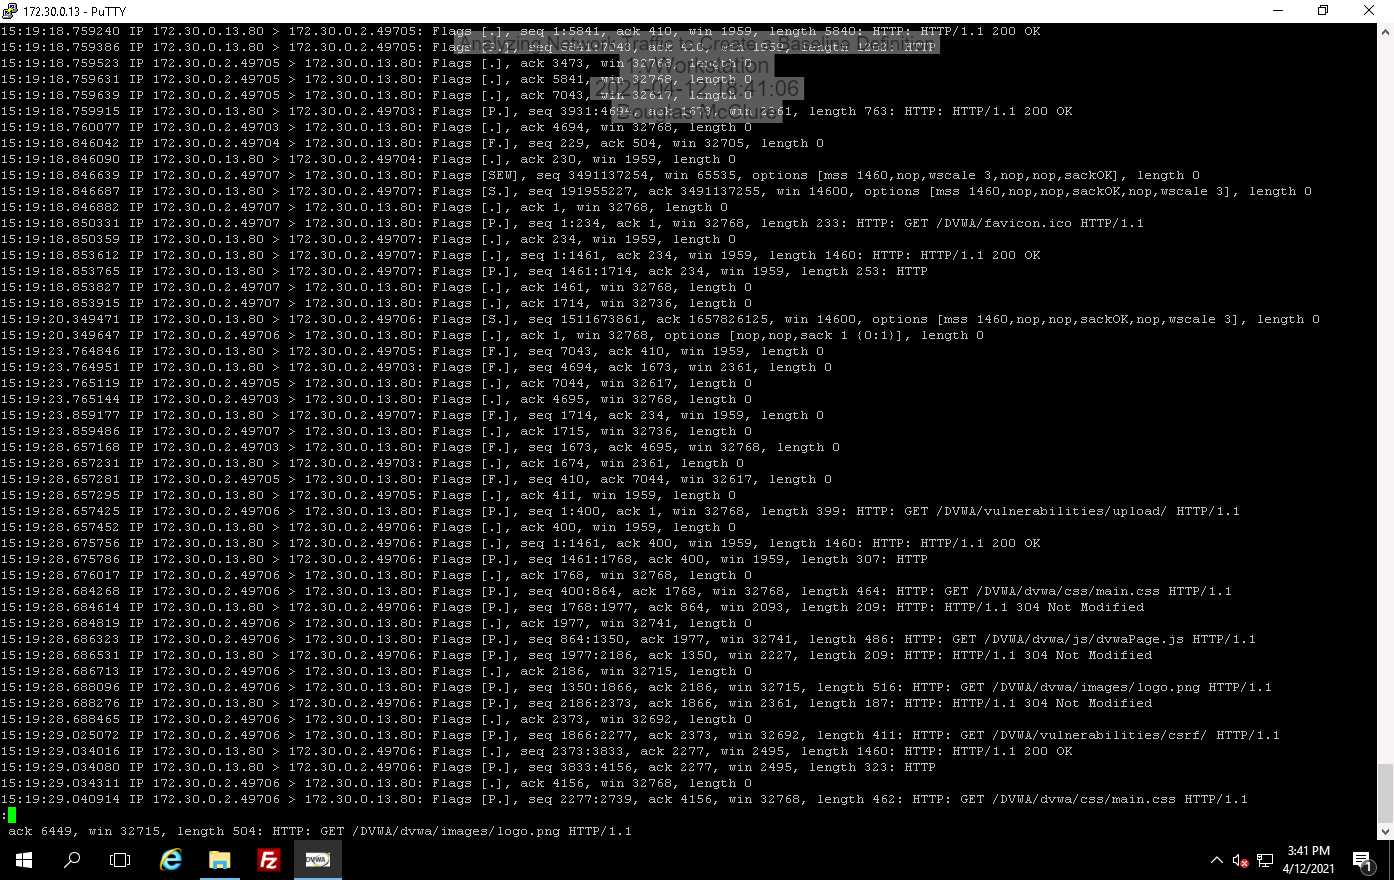 172.30.0.13 - PuTTY
15:19:18.759240 IP 172.30.0.13.80 > 172.30.0.2.49705: Flags [.], seq 1:5841, ack 410, win 1959, length 5840: HTTP: HTTP/1.1 200 OK
15:19:18.759386 IP 172.30.0.13.80 > 172.30.0.2.49705: Flags [P.], seq 5841:7043, ack 410, win 1959, length 1202: HTTP
Analyzing Network Traffic to Create a Baseline Definition
15:19:18.759523 IP 172.30.0.2.49705 > 172.30.0.13.80: Flags [.], ack 3473, win 32768, length 0
15:19:18.759631 IP 172.30.0.2.49705 > 172.30.0.13.80: Flags [.], ack 5841, win 32768, length 0
15:19:18.759639 IP 172.30.0.2.49705 > 172.30.0.13.80: Flags [.], ack 7043, win 32617, length 0
15:19:18.759915 IP 172.30.0.13.80 > 172.30.0.2.49703: Flags [P.], seq 3931:4694, ack 1673, win 2361, length 763: HTTP: HTTP/1.1 200 OK
Douglas McClure
15:19:18.760077 IP 172.30.0.2.49703 > 172.30.0.13.80: Flags [.], ack 4694, win 32768, length 0
15:19:18.846042 IP 172.30.0.2.49704 > 172.30.0.13.80: Flags [F.], seq 229, ack 504, win 32705, length 0
15:19:18.846090 IP 172.30.0.13.80 > 172.30.0.2.49704: Flags [.], ack 230, win 1959, length 0
15:19:18.846639 IP 172.30.0.2.49707 > 172.30.0.13.80: Flags [SEW], seq 3491137254, win 65535, options [mss 1460,nop,wscale 3,nop,nop,sackOK], length 0
15:19:18.846687 IP 172.30.0.13.80 > 172.30.0.2.49707: Flags [S.], seq 191955227, ack 3491137255, win 14600, options [mss 1460,nop,nop,sackOK,nop,wscale 3], length 0
15:19:18.846882 IP 172.30.0.2.49707 > 172.30.0.13.80: Flags [.], ack 1, win 32768, length 0
15:19:18.850331 IP 172.30.0.2.49707 > 172.30.0.13.80: Flags [P.], seq 1:234, ack 1, win 32768, length 233: HTTP: GET /DVWA/favicon.ico HTTP/1.1
15:19:18.850359 IP 172.30.0.13.80 > 172.30.0.2.49707: Flags [.], ack 234, win 1959, length 0
15:19:18.853612 IP 172.30.0.13.80 > 172.30.0.2.49707: Flags [.], seq 1:1461, ack 234, win 1959, length 1460: HTTP: HTTP/1.1 200 OK
15:19:18.853765 IP 172.30.0.13.80 > 172.30.0.2.49707: Flags [P.], seq 1461:1714, ack 234, win 1959, length 253: HTTP
15:19:18.853827 IP 172.30.0.2.49707 > 172.30.0.13.80: Flags [.], ack 1461, win 32768, length 0
15:19:18.853915 IP 172.30.0.2.49707 > 172.30.0.13.80: Flags [.], ack 1714, win 32736, length 0
15:19:20.349471 IP 172.30.0.13.80 > 172.30.0.2.49706: Flags [S.], seq 1511673861, ack 1657826125, win 14600, options [mss 1460,nop,nop,sackOK,nop,wscale 3], length 0
15:19:20.349647 IP 172.30.0.2.49706 > 172.30.0.13.80: Flags [.], ack 1, win 32768, options [nop,nop,sack 1 {0:1}], length 0
15:19:23.764846 IP 172.30.0.13.80 > 172.30.0.2.49705: Flags [F.], seq 7043, ack 410, win 1959, length 0
15:19:23.764951 IP 172.30.0.13.80 > 172.30.0.2.49703: Flags [F.], seq 4694, ack 1673, win 2361, length 0
15:19:23.765119 IP 172.30.0.2.49705 > 172.30.0.13.80: Flags [.], ack 7044, win 32617, length 0
15:19:23.765144 IP 172.30.0.2.49703 > 172.30.0.13.80: Flags [.], ack 4695, win 32768, length 0
15:19:23.859177 IP 172.30.0.13.80 > 172.30.0.2.49707: Flags [F.], seq 1714, ack 234, win 1959, length 0
15:19:23.859486 IP 172.30.0.2.49707 > 172.30.0.13.80: Flags [.], ack 1715, win 32736, length 0
15:19:28.657168 IP 172.30.0.2.49703 > 172.30.0.13.80: Flags [F.], seq 1673, ack 4695, win 32768, length 0
15:19:28.657231 IP 172.30.0.13.80 > 172.30.0.2.49703: Flags [.], ack 1674, win 2361, length 0
15:19:28.657281 IP 172.30.0.2.49705 > 172.30.0.13.80: Flags [F.], seq 410, ack 7044, win 32617, length 0
15:19:28.657295 IP 172.30.0.13.80 > 172.30.0.2.49705: Flags [.], ack 411, win 1959, length 0
15:19:28.657425 IP 172.30.0.2.49706 > 172.30.0.13.80: Flags [P.], seq 1:400, ack 1, win 32768, length 399: HTTP: GET /DVWA/vulnerabilities/upload/ HTTP/1.1
15:19:28.657452 IP 172.30.0.13.80 > 172.30.0.2.49706: Flags [.], ack 400, win 1959, length 0
15:19:28.675756 IP 172.30.0.13.80 > 172.30.0.2.49706: Flags [.], seq 1:1461, ack 400, win 1959, length 1460: HTTP: HTTP/1.1 200 OK
15:19:28.675786 IP 172.30.0.13.80 > 172.30.0.2.49706: Flags [P.], seq 1461:1768, ack 400, win 1959, length 307: HTTP
15:19:28.676017 IP 172.30.0.2.49706 > 172.30.0.13.80: Flags [.], ack 1768, win 32768, length 0
15:19:28.684268 IP 172.30.0.2.49706 > 172.30.0.13.80: Flags [P.], seq 400:864, ack 1768, win 32768, length 464: HTTP: GET /DVWA/dvwa/css/main.css HTTP/1.1
15:19:28.684614 IP 172.30.0.13.80 > 172.30.0.2.49706: Flags [P.], seq 1768:1977, ack 864, win 2093, length 209: HTTP: HTTP/1.1 304 Not Modified
15:19:28.684819 IP 172.30.0.2.49706 > 172.30.0.13.80: Flags [.], ack 1977, win 32741, length 0
15:19:28.686323 IP 172.30.0.2.49706 > 172.30.0.13.80: Flags [P.], seq 864:1350, ack 1977, win 32741, length 486: HTTP: GET /DVWA/dvwa/js/dvwaPage.js HTTP/1.1
15:19:28.686531 IP 172.30.0.13.80 > 172.30.0.2.49706: Flags [P.], seq 1977:2186, ack 1350, win 2227, length 209: HTTP: HTTP/1.1 304 Not Modified
15:19:28.686713 IP 172.30.0.2.49706 > 172.30.0.13.80: Flags [.], ack 2186, win 32715, length 0
15:19:28.688096 IP 172.30.0.2.49706 > 172.30.0.13.80: Flags [P.], seq 1350:1866, ack 2186, win 32715, length 516: HTTP: GET /DVWA/dvwa/images/logo.png HTTP/1.1
15:19:28.688276 IP 172.30.0.13.80 > 172.30.0.2.49706: Flags [P.], seq 2186:2373, ack 1866, win 2361, length 187: HTTP: HTTP/1.1 304 Not Modified
15:19:28.688465 IP 172.30.0.2.49706 > 172.30.0.13.80: Flags [.], ack 2373, win 32692, length 0
15:19:29.025072 IP 172.30.0.2.49706 > 172.30.0.13.80: Flags [P.], seq 1866:2277, ack 2373, win 32692, length 411: HTTP: GET /DVWA/vulnerabilities/csrf/ HTTP/1.1
15:19:29.034016 IP 172.30.0.13.80 > 172.30.0.2.49706: Flags [.], seq 2373:3833, ack 2277, win 2495, length 1460: HTTP: HTTP/1.1 200 OK
15:19:29.034080 IP 172.30.0.13.80 > 172.30.0.2.49706: Flags [P.], seq 3833:4156, ack 2277, win 2495, length 323: HTTP
15:19:29.034311 IP 172.30.0.2.49706 > 172.30.0.13.80: Flags [.], ack 4156, win 32768, length 0
15:19:29.040914 IP 172.30.0.2.49706 > 172.30.0.13.80: Flags [P.], seq 2277:2739, ack 4156, win 32768, length 462: HTTP: GET /DVWA/dvwa/css/main.css HTTP/1.1
:
ack 6449, win 32715, length 504: HTTP: GET /DVWA/dvwa/images/logo.png HTTP/1.1
DVWA
3:41 PM
4/12/2021
1